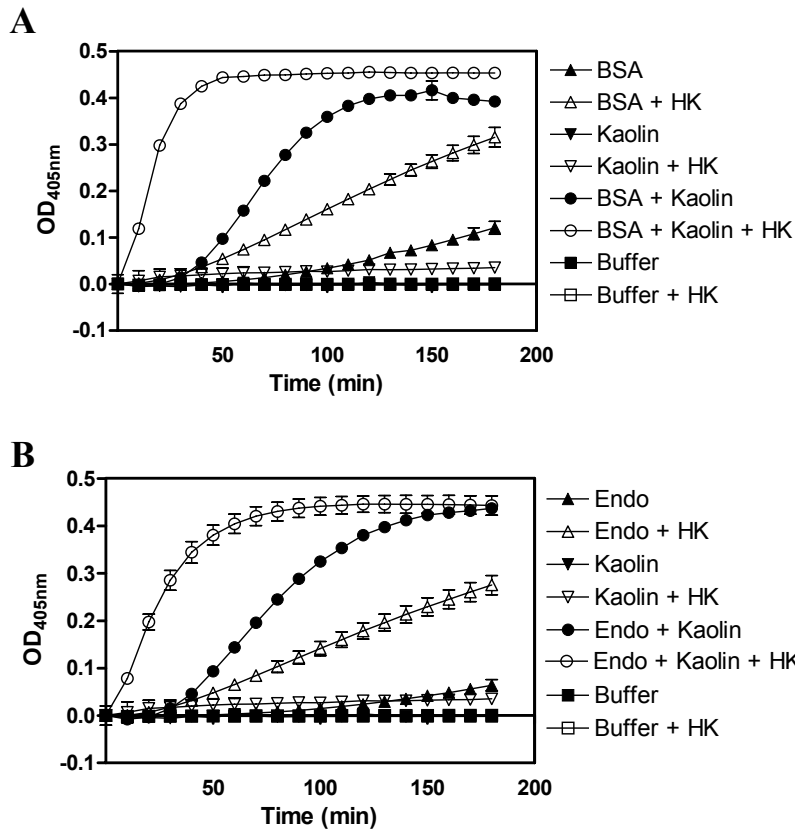 A
0.5
0.4
0.3
0.2
0.1
0.0
-0.1
OD405nm
50
100
150
200
Time (min)
BSA
BSA + HK
Kaolin
Kaolin + HK
BSA + Kaolin
BSA + Kaolin + HK
Buffer
Buffer + HK
B
0.5
0.4
0.3
0.2
0.1
0.0
-0.1
OD405nm
50
100
150
200
Time (min)
Endo
Endo + HK
Kaolin
Kaolin + HK
Endo + Kaolin
Endo + Kaolin + HK
Buffer
Buffer + HK